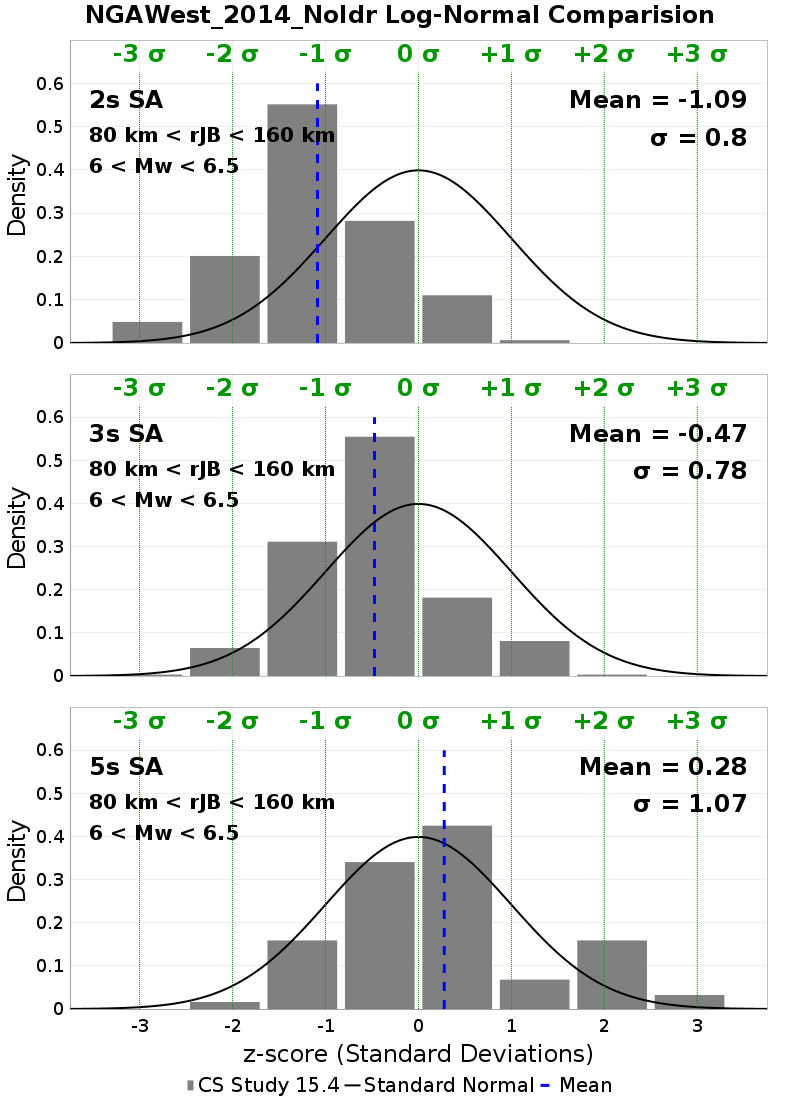 NGAWest_2014_NoIdr Log-Normal Comparision
-3 σ -2 σ -1 σ 0 σ +1 σ +2 σ +3 σ
0.6
2s SA
Mean = -1.09
0.5
80 km < rJB < 160 km
σ = 0.8
0.4
6 < Mw < 6.5
0.3
0.2
0.1
0
Density
-3 σ -2 σ -1 σ 0 σ +1 σ +2 σ +3 σ
0.6
3s SA
Mean = -0.47
0.5
80 km < rJB < 160 km
σ = 0.78
0.4
6 < Mw < 6.5
0.3
0.2
0.1
0
Density
-3 σ -2 σ -1 σ 0 σ +1 σ +2 σ +3 σ
0.6
5s SA
Mean = 0.28
0.5
80 km < rJB < 160 km
σ = 1.07
0.4
6 < Mw < 6.5
0.3
0.2
0.1
0
Density
-3 -2 -1 0 1 2 3
z-score (Standard Deviations)
CS Study 15.4 Standard Normal Mean